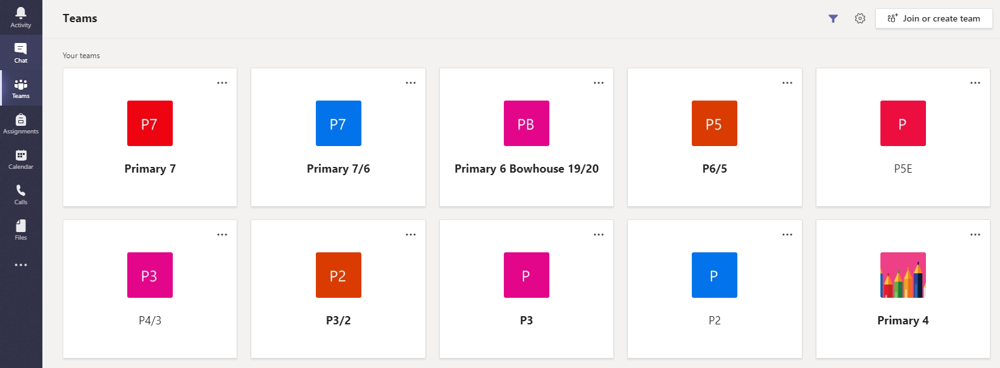 Activity
Chat
Teams
Assignments
Calendar
Calls
Files
Teams
Join or create team
Your teams
P7
Primary 7
P7
Primary 7/6
PB
Primary 6 Bowhouse 19/20
P5
P6/5
P
P5E
P3
P4/3
P2
P3/2
P
P3
P
P2
Primary 4